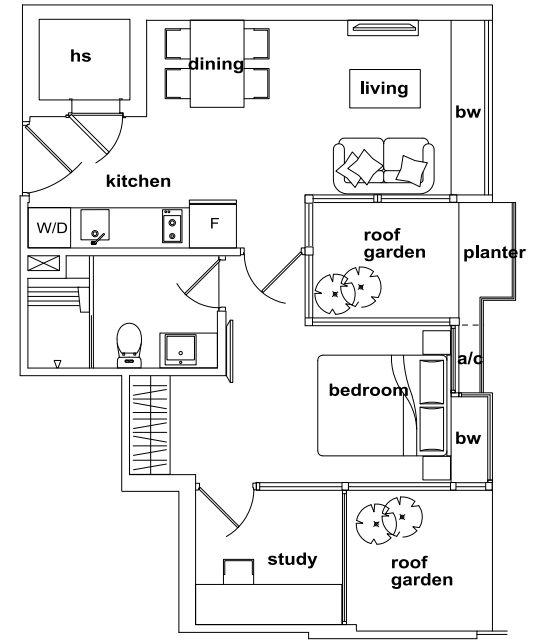 hs
dining
living
bw
kitchen
W/D
F
roof
garden
planter
a/c
bedroom
bw
study
roof
garden